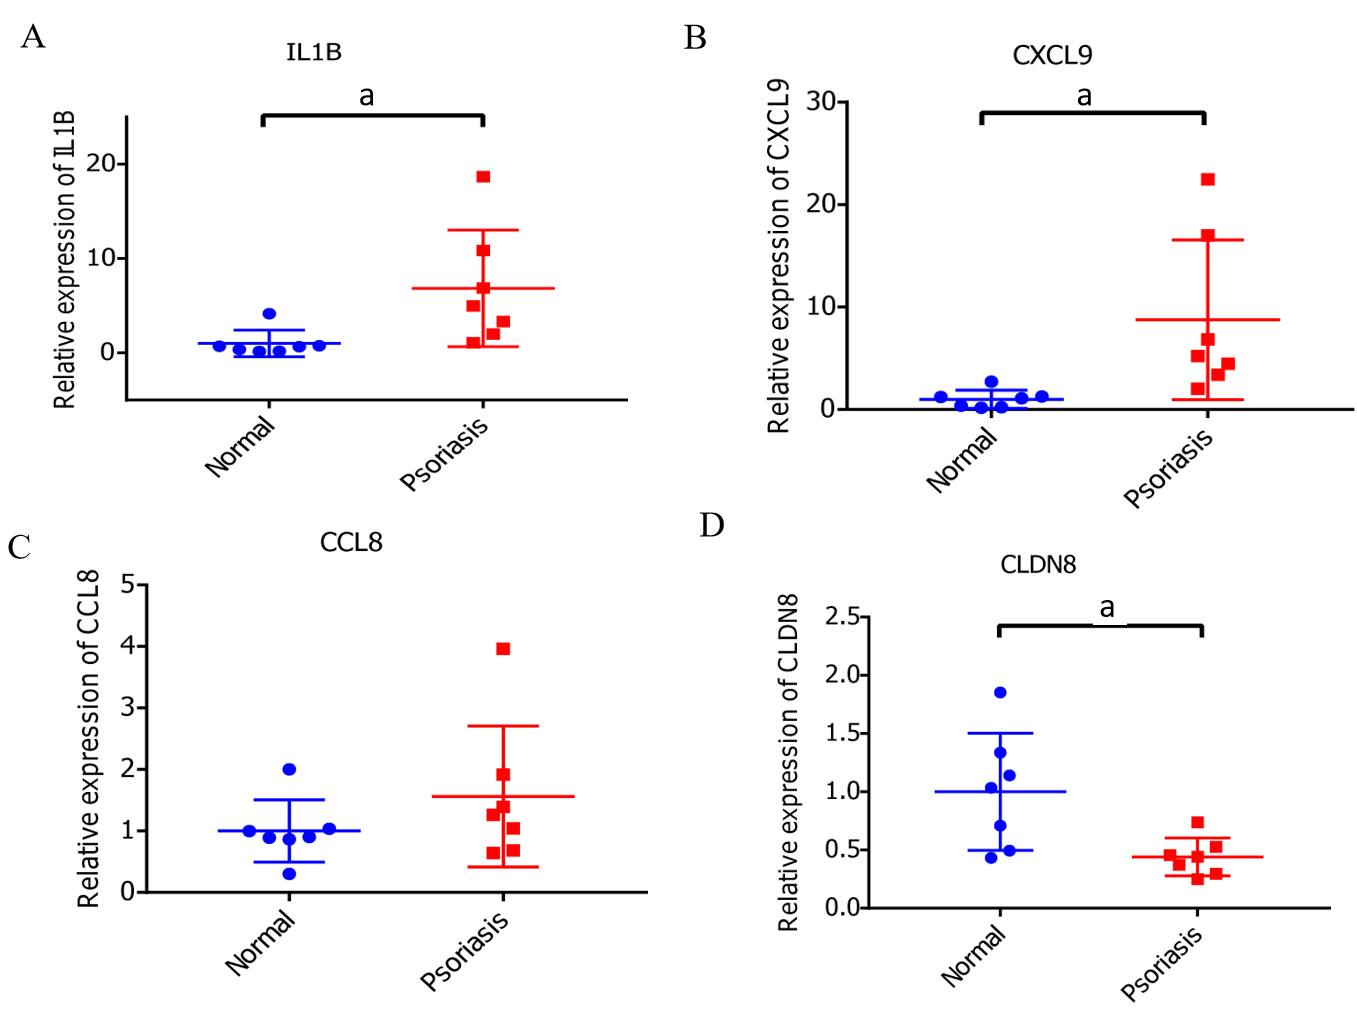 A
IL1B
a
Relative expression of IL1B
20
10
0
Normal
Psoriasis
B
CXCL9
a
Relative expression of CXCL9
30
20
10
0
Normal
Psoriasis
C
CCL8
Relative expression of CCL8
5
4
3
2
1
0
Normal
Psoriasis
D
CLDN8
a
Relative expression of CLDN8
2.5
2.0
1.5
1.0
0.5
0.0
Normal
Psoriasis